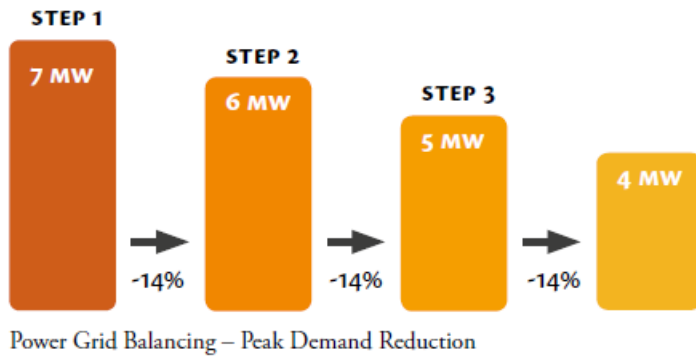 STEP 1
7 MW
STEP 2
6 MW
STEP 3
5 MW
4 MW
-14%
-14%
-14%
Power Grid Balancing – Peak Demand Reduction